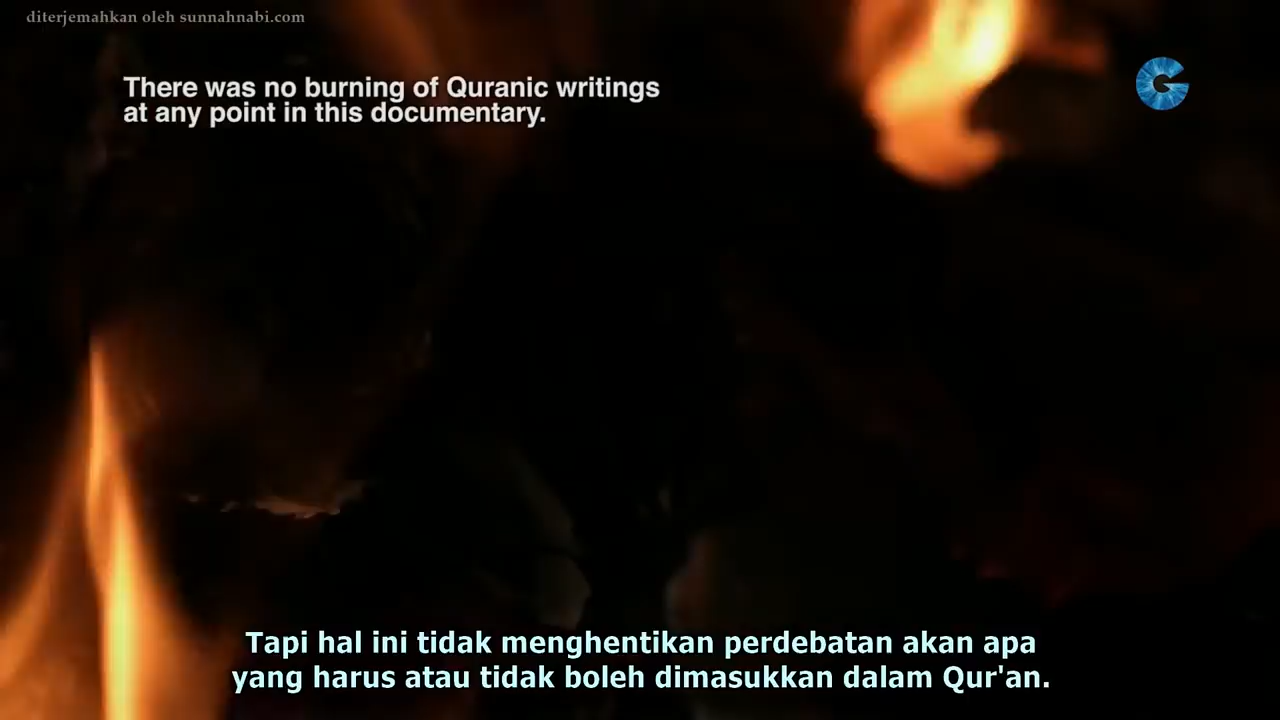 diterjemahkan oleh sunnahnabi.com
There was no burning of Quranic writings
at any point in this documentary.
G
Tapi hal ini tidak menghentikan perdebatan akan apa
yang harus atau tidak boleh dimasukkan dalam Qur'an.